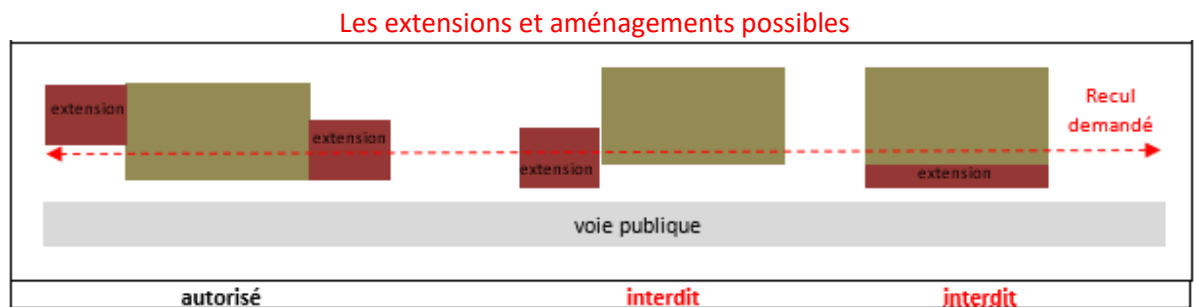 Les extensions et aménagements possibles
extension
extension
extension
extension
Recul
demandé
voie publique
autorisé
interdit
interdit